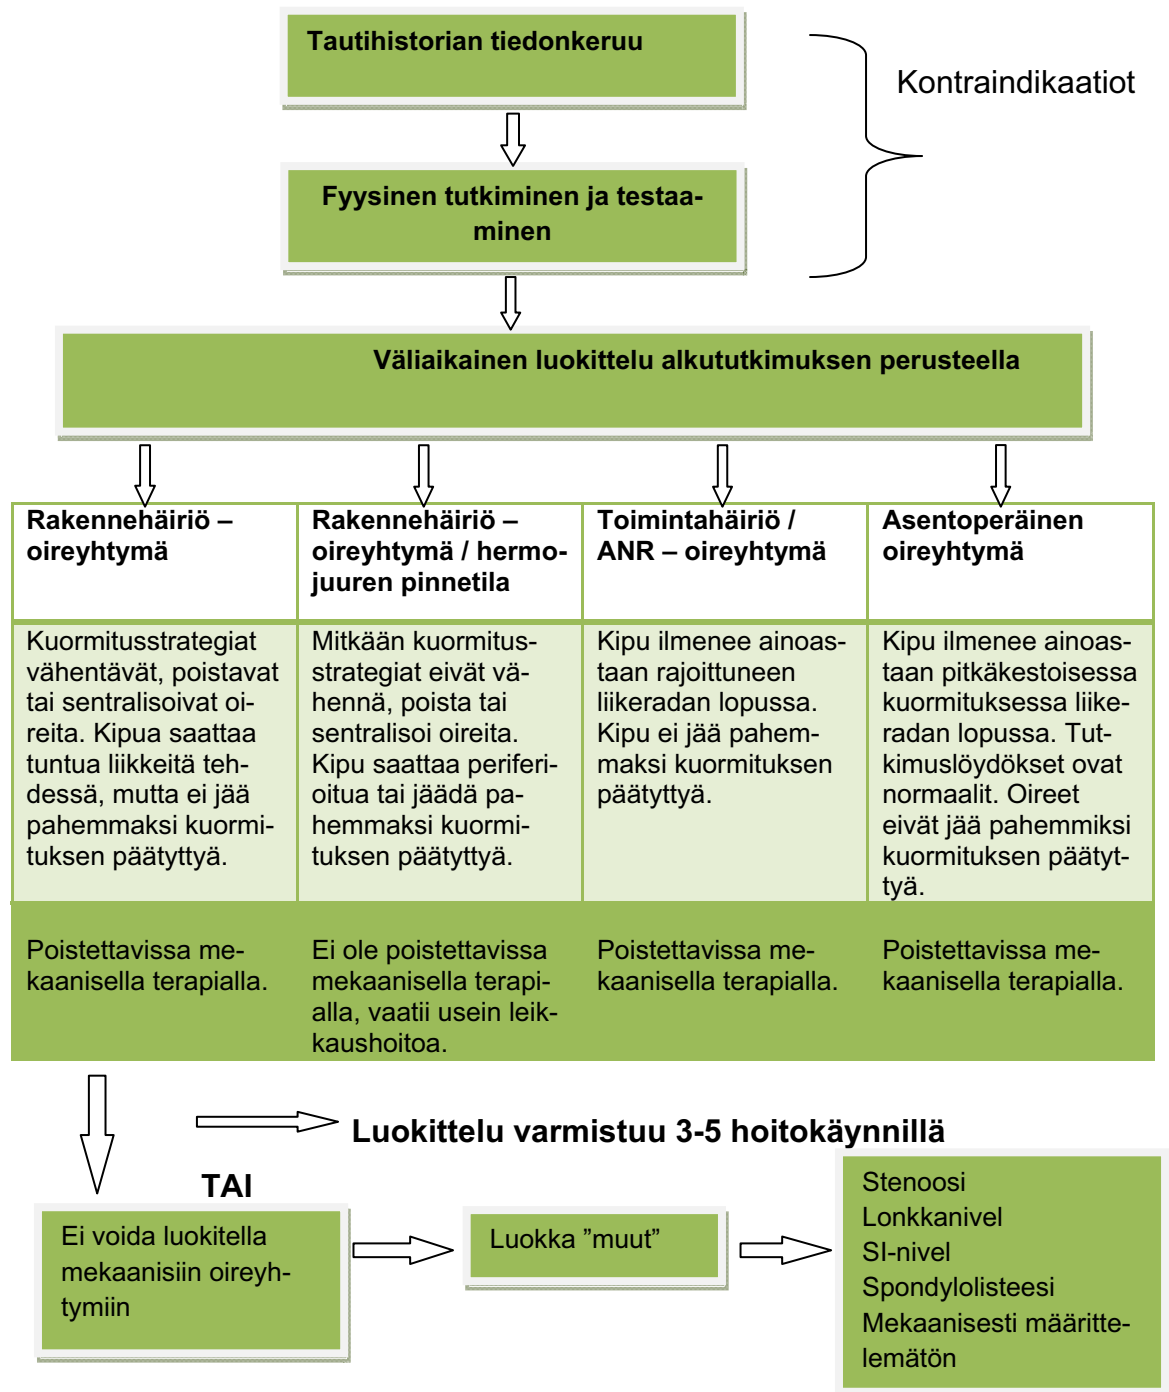 Tautihistorian tiedonkeruu
Kontraindikaatiot
Fyysinen tutkiminen ja testaa-
minen
Väliaikainen luokittelu alkututkimuksen perusteella
Rakennehäiriö –
oireyhtymä
Rakennehäiriö –
oireyhtymä / hermo-
juuren pinnetila
Toimintahäiriö /
ANR – oireyhtymä
Asentoperäinen
oireyhtymä
Kuormitusstrategiat
vähentävät, poistavat
tai sentralisoivat oi-
reita. Kipua saattaa
tuntua liikkeitä teh-
dessä, mutta ei jää
pahemmaksi kuormi-
tuksen päätyttyä.
Mitkään kuormitus-
strategiat eivät vä-
hennä, poista tai
sentralisoi oireita.
Kipu saattaa periferi-
oitua tai jäädä pa-
hemmaksi kuormi-
tuksen päätyttyä.
Kipu ilmenee ainoas-
taan rajoittuneen
liikeradan lopussa.
Kipu ei jää pahem-
maksi kuormituksen
päätyttyä.
Kipu ilmenee ainoas-
taan pitkäkestoisessa
kuormituksessa liike-
radan lopussa. Tut-
kimuslöydökset ovat
normaalit. Oireet
eivät jää pahemmiksi
kuormituksen päätyt-
tyä.
Poistettavissa me-
kaanisella terapialla.
Ei ole poistettavissa
mekaanisella terapi-
alla, vaatii usein leik-
kaushoitoa.
Poistettavissa me-
kaanisella terapialla.
Poistettavissa me-
kaanisella terapialla.
Luokittelu varmistuu 3-5 hoitokäynnillä
TAI
Ei voida luokitella
mekaanisiin oireyh-
tymiin
Luokka ”muut”
Stenoosi
Lonkkanivel
SI-nivel
Spondylolisteesi
Mekaanisesti määritte-
lemätön